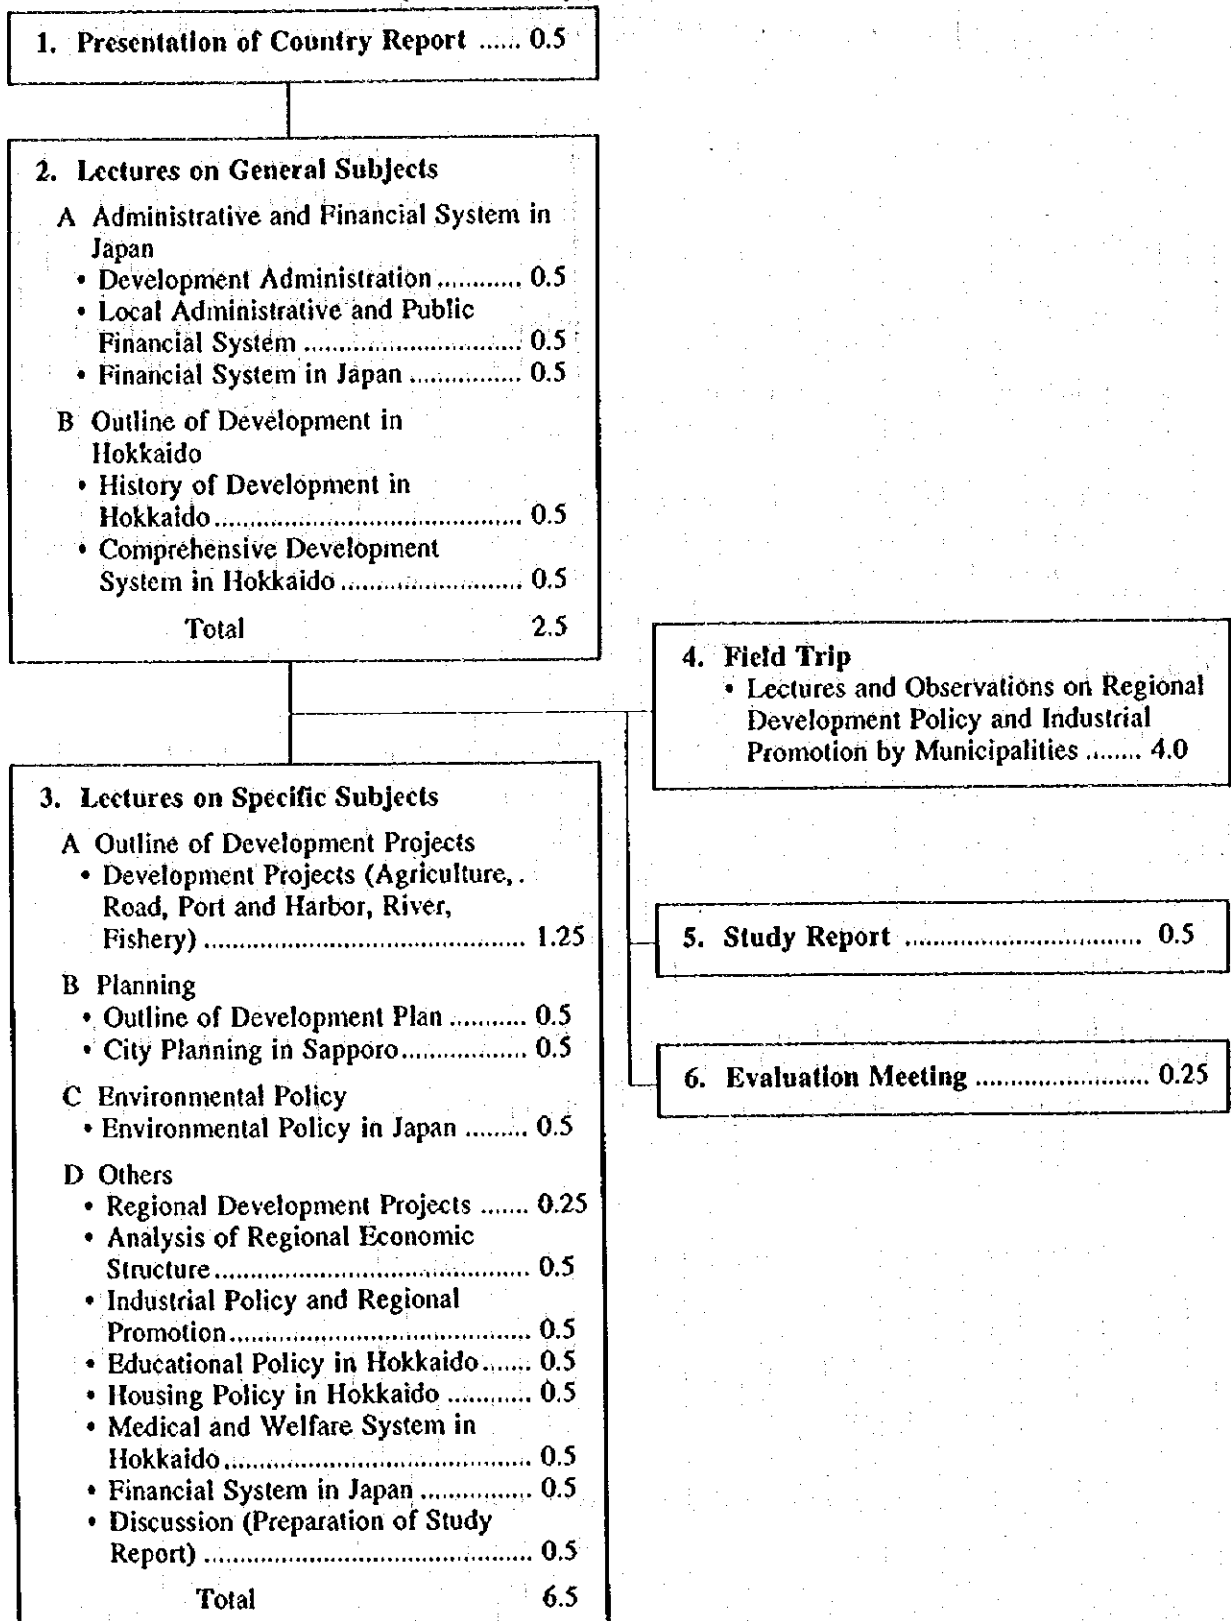 1. Presentation of Country Report ...... 0.5
2. Lectures on General Subjects
A Administrative and Financial System in
Japan
• Development Administration ............ 0.5
• Local Administrative and Public
Financial System ............................... 0.5
• Financial System in Japan ................ 0.5
B Outline of Development in
Hokkaido
• History of Development in
Hokkaido ........................................... 0.5
• Comprehensive Development
System in Hokkaido ......................... 0.5
Total 2.5
3. Lectures on Specific Subjects
A Outline of Development Projects
• Development Projects (Agriculture,
Road, Port and Harbor, River,
Fishery) ............................................. 1.25
B Planning
• Outline of Development Plan ........... 0.5
• City Planning in Sapporo .................. 0.5
C Environmental Policy
• Environmental Policy in Japan ......... 0.5
D Others
• Regional Development Projects ....... 0.25
• Analysis of Regional Economic
Structure ............................................ 0.5
• Industrial Policy and Regional
Promotion .......................................... 0.5
• Educational Policy in Hokkaido ....... 0.5
• Housing Policy in Hokkaido ............ 0.5
• Medical and Welfare System in
Hokkaido ........................................... 0.5
• Financial System in Japan ................ 0.5
• Discussion (Preparation of Study
Report) .............................................. 0.5
Total 6.5
4. Field Trip
• Lectures and Observations on Regional
Development Policy and Industrial
Promotion by Municipalities ........ 4.0
5. Study Report ................................. 0.5
6. Evaluation Meeting ........................ 0.25